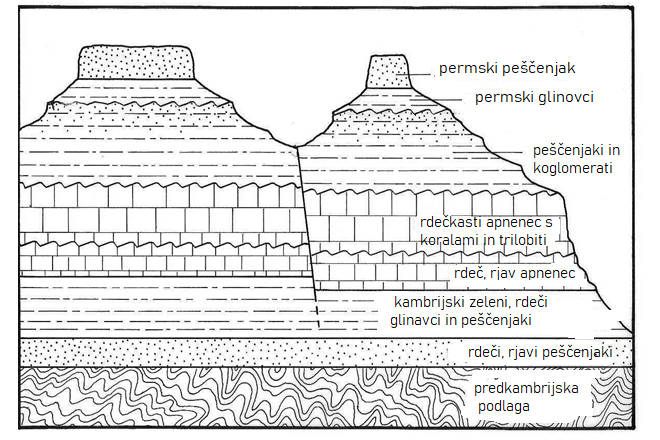 permski peščenjak
permski glinovci
peščenjaki in
koglomerati
rdečkasti apnenec s
koralami in trilobiti
rdeč, rjav apnenec
kambrijski zeleni, rdeči
glinavci in peščenjaki
rdeči, rjavi peščenjaki
predkambrijska
podlaga